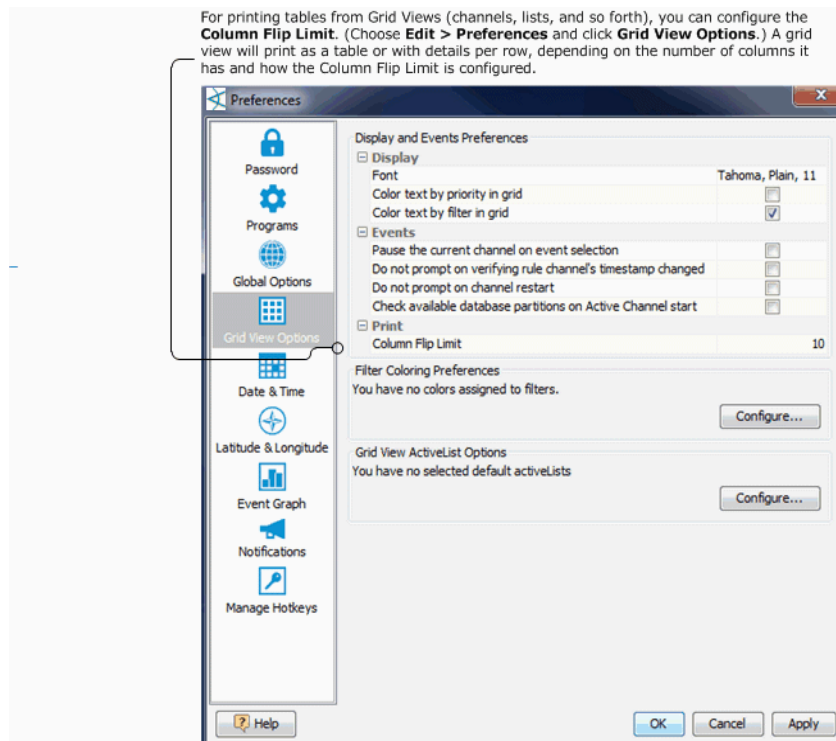 For printing tables from Grid Views (channels, lists, and so forth), you can configure the
Column Flip Limit. (Choose Edit > Preferences and click Grid View Options.) A grid
view will print as a table or with details per row, depending on the number of columns it
has and how the Column Flip Limit is configured.
Preferences
Password
Programs
Global Options
Grid View Options
Date & Time
Latitude & Longitude
Event Graph
Notifications
Manage Hotkeys
Display and Events Preferences
Display
Font Tahoma, Plain, 11
Color text by priority in grid
Color text by filter in grid
Events
Pause the current channel on event selection
Do not prompt on verifying rule channel's timestamp changed
Do not prompt on channel restart
Check available database partitions on Active Channel start
Print
Column Flip Limit 10
Filter Coloring Preferences
You have no colors assigned to filters.
Configure...
Grid View ActiveList Options
You have no selected default activeLists
Configure...
Help
OK Cancel Apply